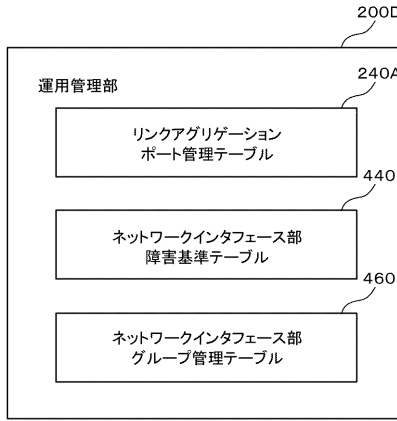 200D
運用管理部
240A
リンクアグリゲーション
ポート管理テーブル
440
ネットワークインタフェース部
障害基準テーブル
460
ネットワークインタフェース部
グループ管理テーブル